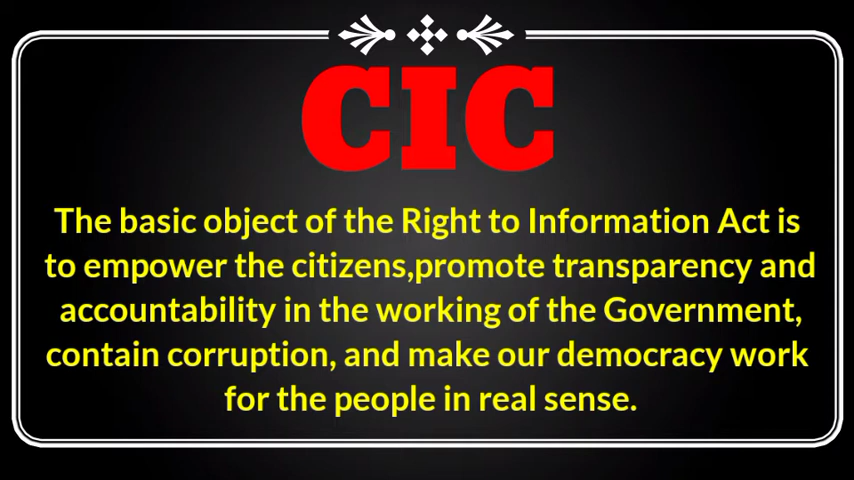 CIC
The basic object of the Right to Information Act is
to empower the citizens,promote transparency and
accountability in the working of the Government,
contain corruption, and make our democracy work
for the people in real sense.